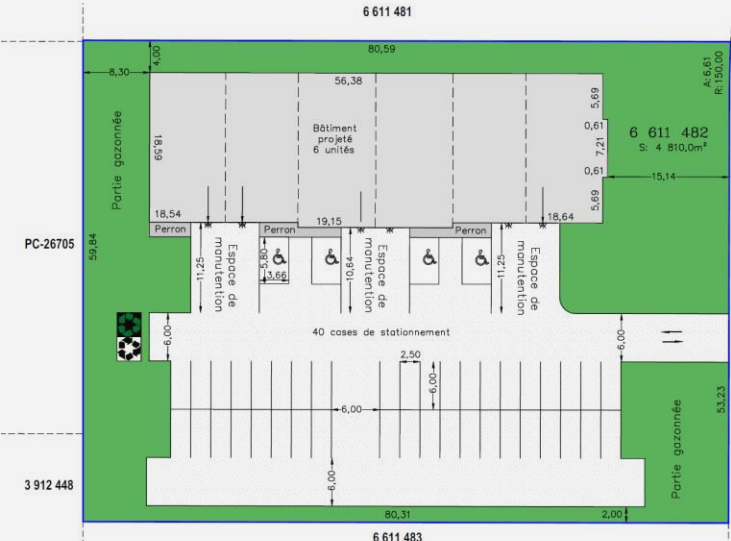 6 611 481
80,59
4,00
8,30
56,38
A: 6,61
R: 150,00
Partie gazonnée
Bâtiment
projeté
6 unités
5,69
0,61
7,21
0,61
5,69
6 611 482
S: 4 810,0m²
15,14
18,59
18,54
19,15
18,64
Perron
Perron
Perron
PC-26705
59,84
11,25
Espace de
manutention
5,80
3,66
10,64
Espace de
manutention
11,25
Espace de
manutention
6,00
40 cases de stationnement
6,00
2,50
6,00
6,00
53,23
Partie gazonnée
3 912 448
6,00
80,31
2,00
6 611 483